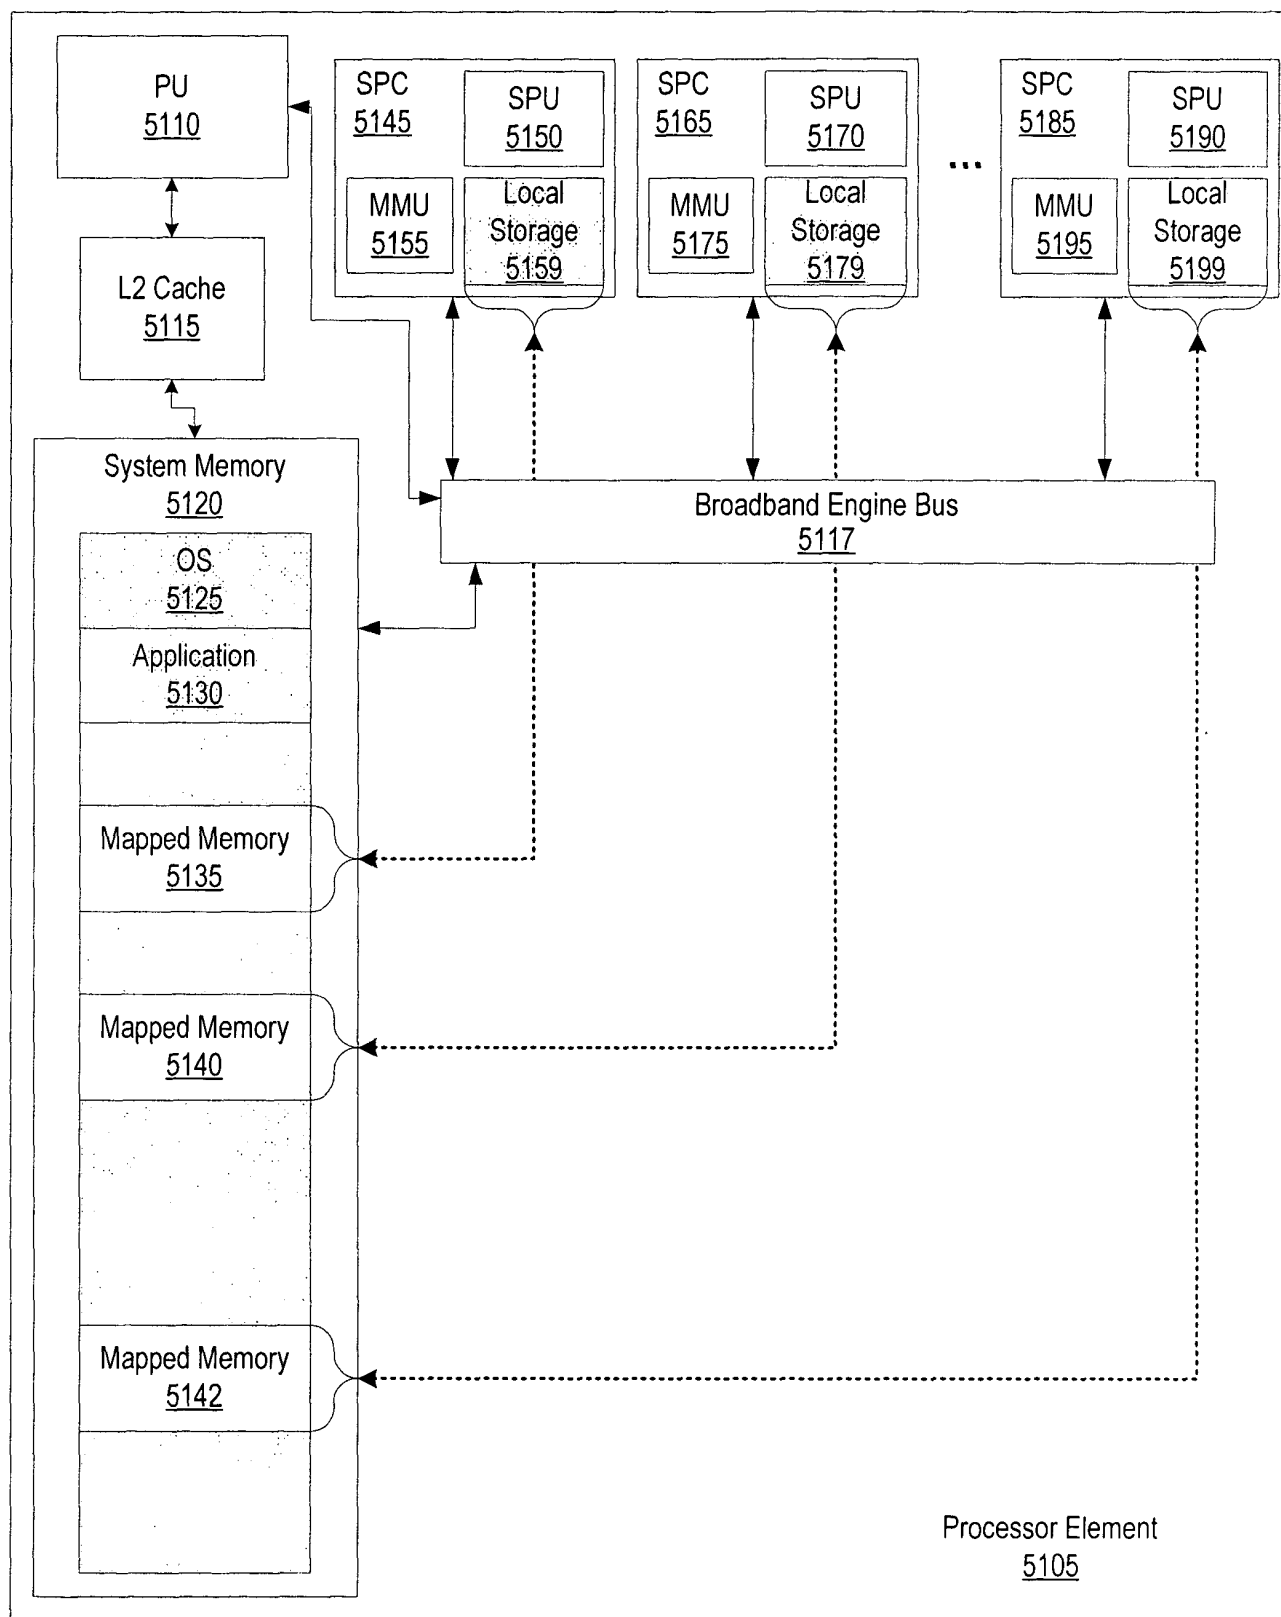 PU
5110
SPC
5145
SPU
5150
MMU
5155
Local
Storage
5159
SPC
5165
SPU
5170
MMU
5175
Local
Storage
5179
...
SPC
5185
SPU
5190
MMU
5195
Local
Storage
5199
L2 Cache
5115
System Memory
5120
Broadband Engine Bus
5117
OS
5125
Application
5130
Mapped Memory
5135
Mapped Memory
5140
Mapped Memory
5142
Processor Element
5105